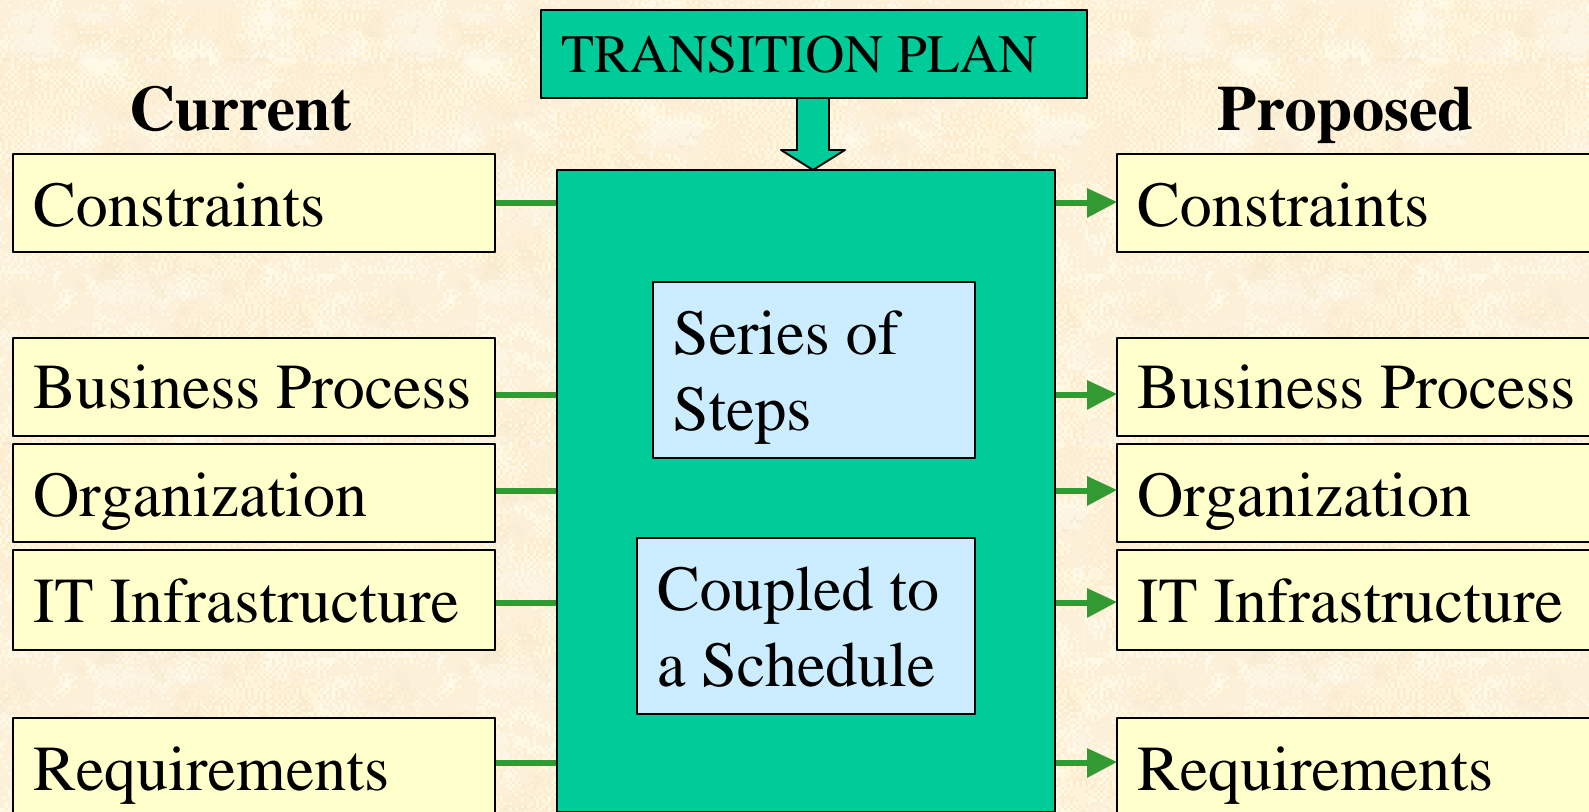 TRANSITION PLAN
Current
Proposed
Constraints
Constraints
Series of
Steps
Business Process
Business Process
Organization
Organization
Coupled to
a Schedule
IT Infrastructure
IT Infrastructure
Requirements
Requirements